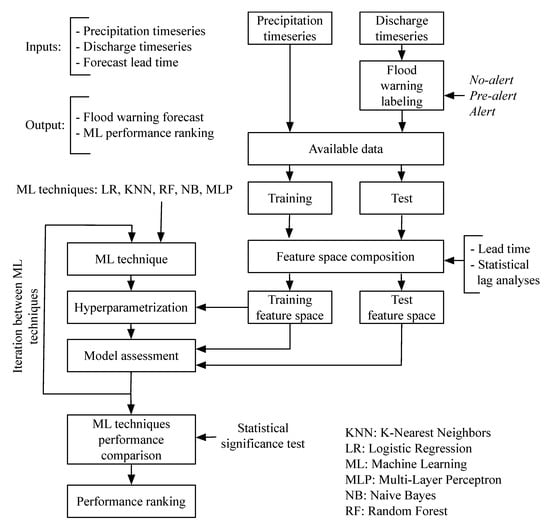 Inputs:
- Precipitation timeseries
- Discharge timeseries
- Forecast lead time
Output:
- Flood warning forecast
- ML performance ranking
Precipitation
timeseries
Discharge
timeseries
Flood
warning
labeling
No-alert
Pre-alert
Alert
Available data
Training
Test
ML techniques: LR, KNN, RF, NB, MLP
Feature space composition
- Lead time
- Statistical
lag analyses
ML technique
Hyperparametrization
Training
feature space
Test
feature space
Model assessment
Iteration between ML
techniques
ML techniques
performance
comparison
Statistical
significance test
Performance ranking
KNN: K-Nearest Neighbors
LR: Logistic Regression
ML: Machine Learning
MLP: Multi-Layer Perceptron
NB: Naive Bayes
RF: Random Forest